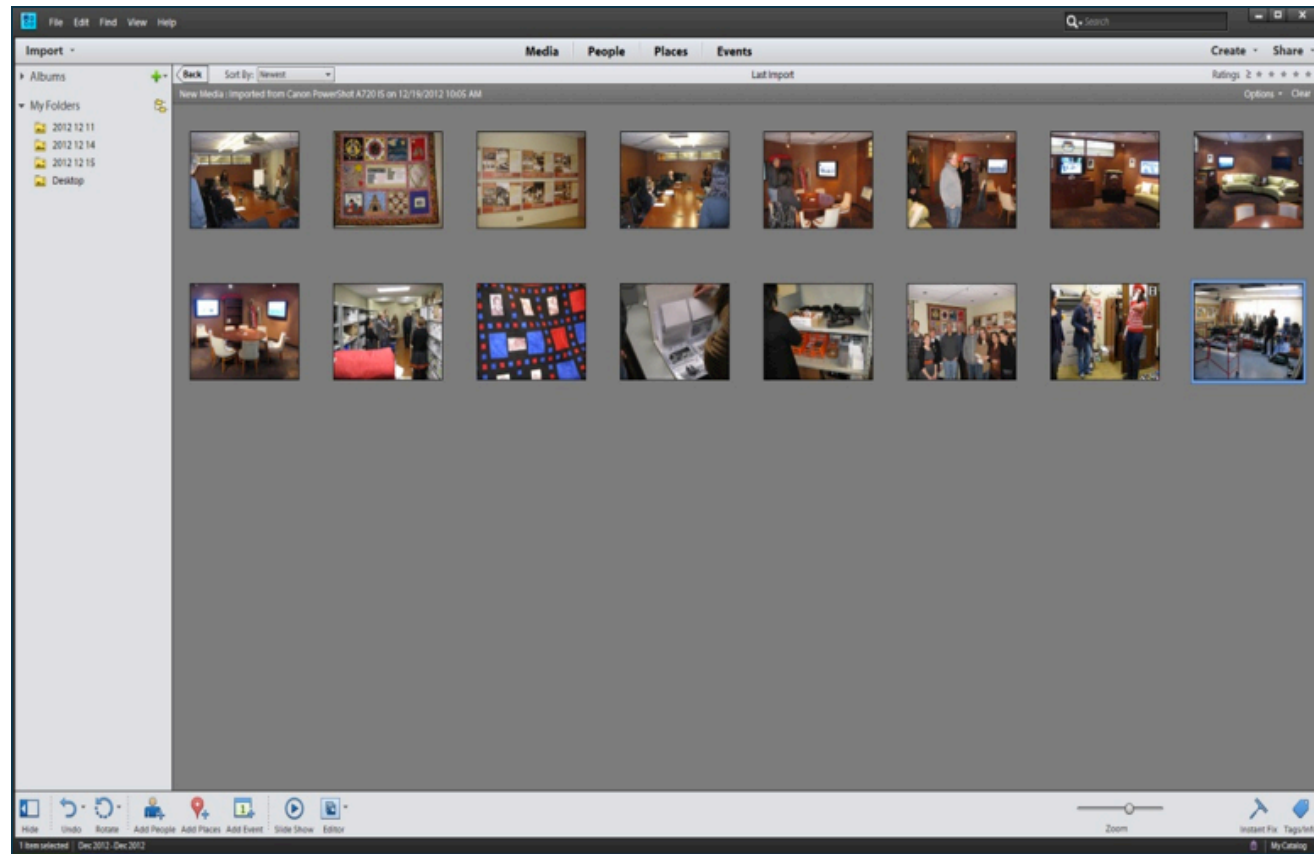 File Edit Find View Help
Search
Import
Media People Places Events
Create Share
Albums
Back Sort By: Newest
Last Import
Ratings
My Folders
New Media : Imported from Canon PowerShot A720 IS on 12/19/2012 10:05 AM
Options Clear
2012 12 11
2012 12 14
2012 12 15
Desktop
Hide Undo Rotate Add People Add Places Add Event Slide Show Editor
Zoom
Instant Fix Tags/Inf
1 Item selected Dec 2012 - Dec 2012
My Catalog